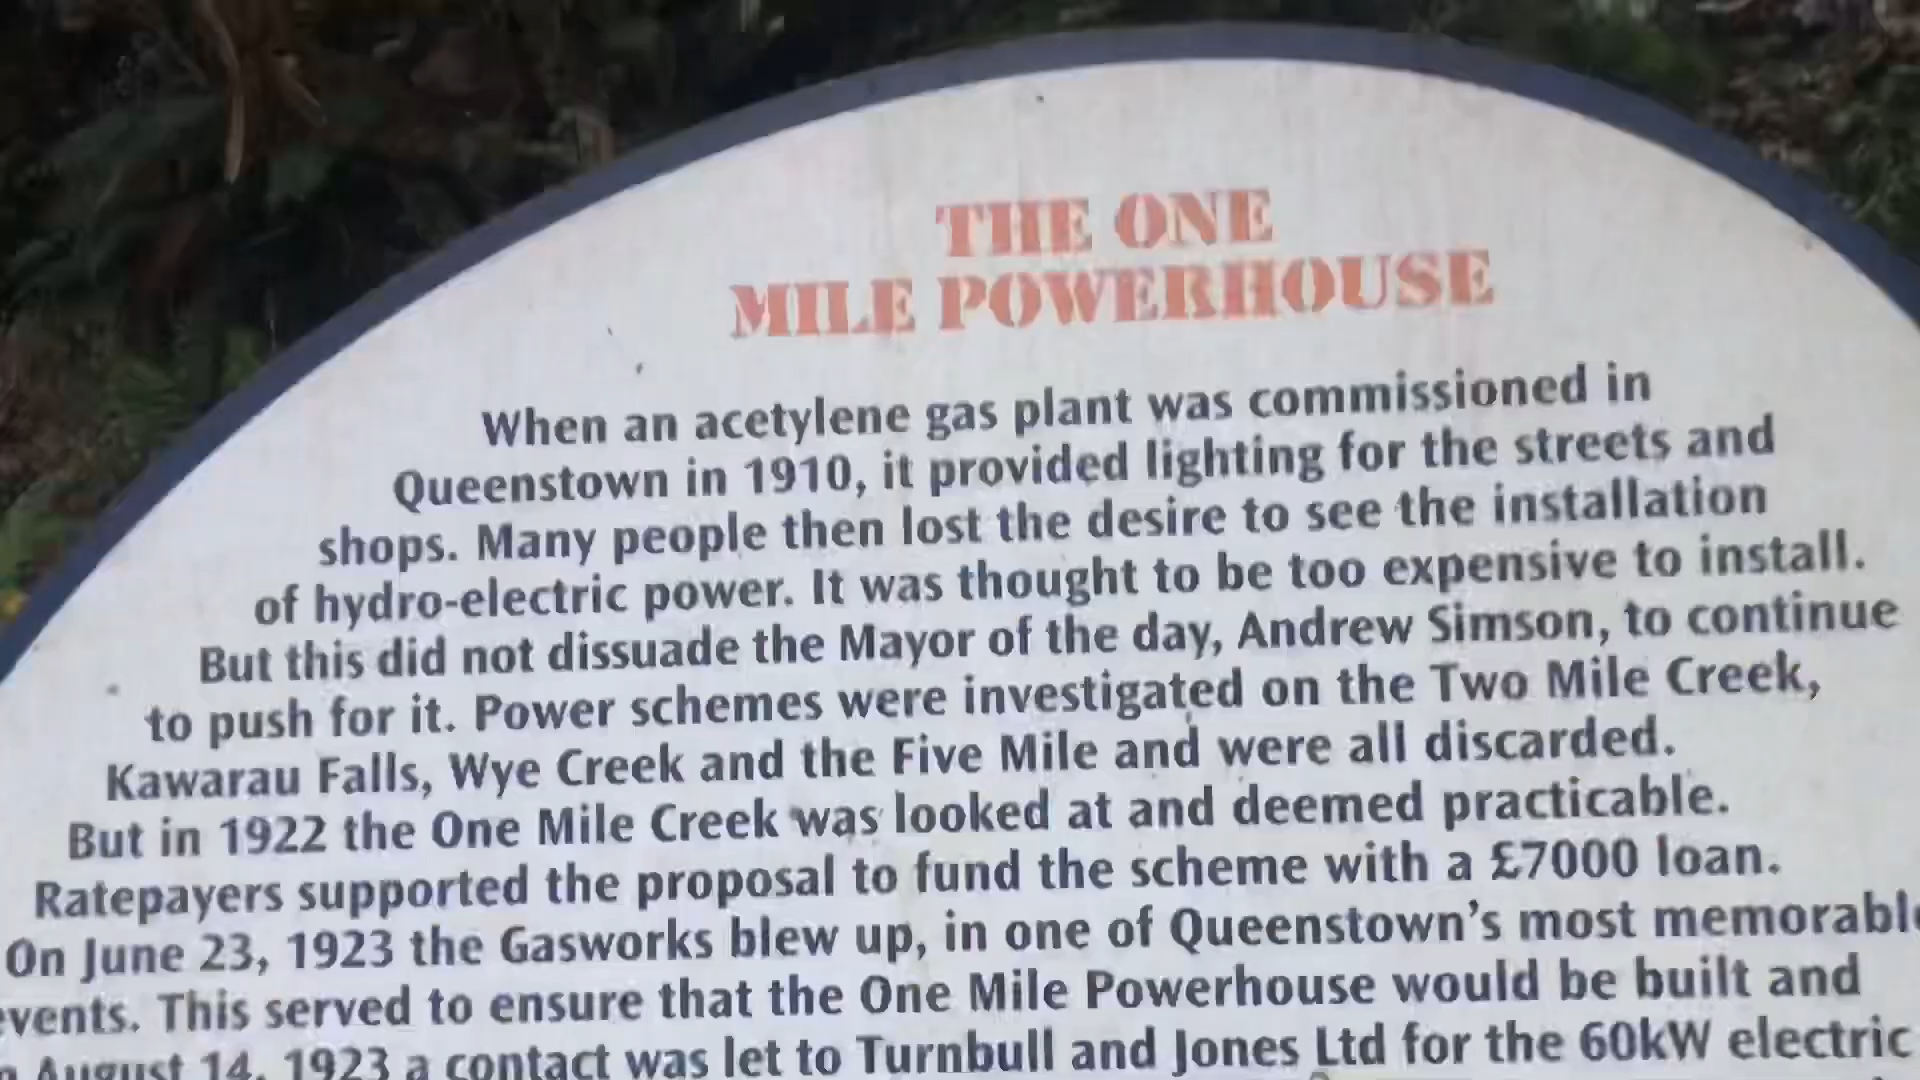 THE ONE
MILE POWERHOUSE
When an acetylene gas plant was commissioned in
Queenstown in 1910, it provided lighting for the streets and
shops. Many people then lost the desire to see the installation
of hydro-electric power. It was thought to be too expensive to install.
But this did not dissuade the Mayor of the day, Andrew Simson, to continue
to push for it. Power schemes were investigated on the Two Mile Creek,
Kawarau Falls, Wye Creek and the Five Mile and were all discarded.
But in 1922 the One Mile Creek was looked at and deemed practicable.
Ratepayers supported the proposal to fund the scheme with a £7000 loan.
On June 23, 1923 the Gasworks blew up, in one of Queenstown's most memorable
events. This served to ensure that the One Mile Powerhouse would be built and
August 14, 1923 a contact was let to Turnbull and Jones Ltd for the 60kW electric